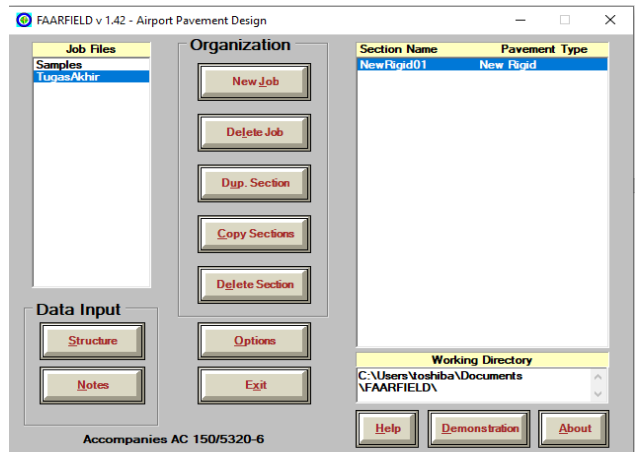 FAARFIELD v 1.42 - Airport Pavement Design
Job Files
Samples
TugasAkhir
Organization
New Job
Delete Job
Dup. Section
Copy Sections
Delete Section
Section Name Pavement Type
NewRigid01 New Rigid
Data Input
Structure
Notes
Options
Exit
Working Directory
C:\Users\toshiba\Documents
\FAARFIELD\
Help
Demonstration
About
Accompanies AC 150/5320-6